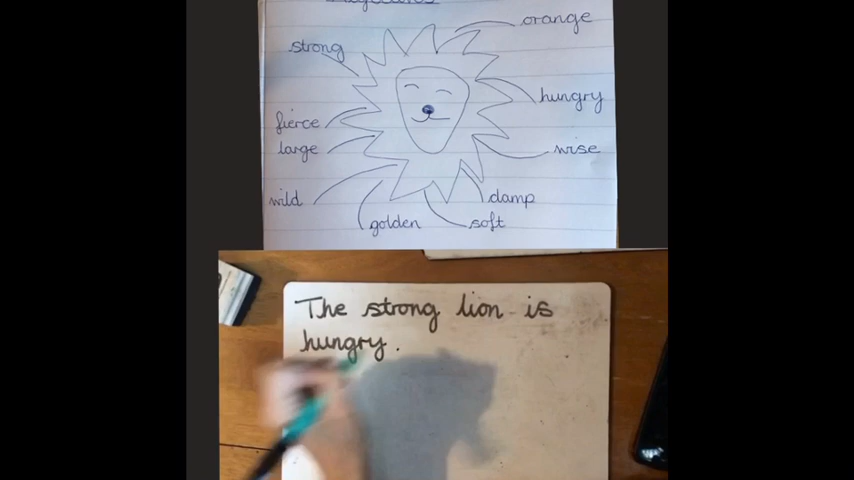 orange
strong
hungry
fierce
large
wise
wild
damp
golden
soft
The strong lion is
hungry.